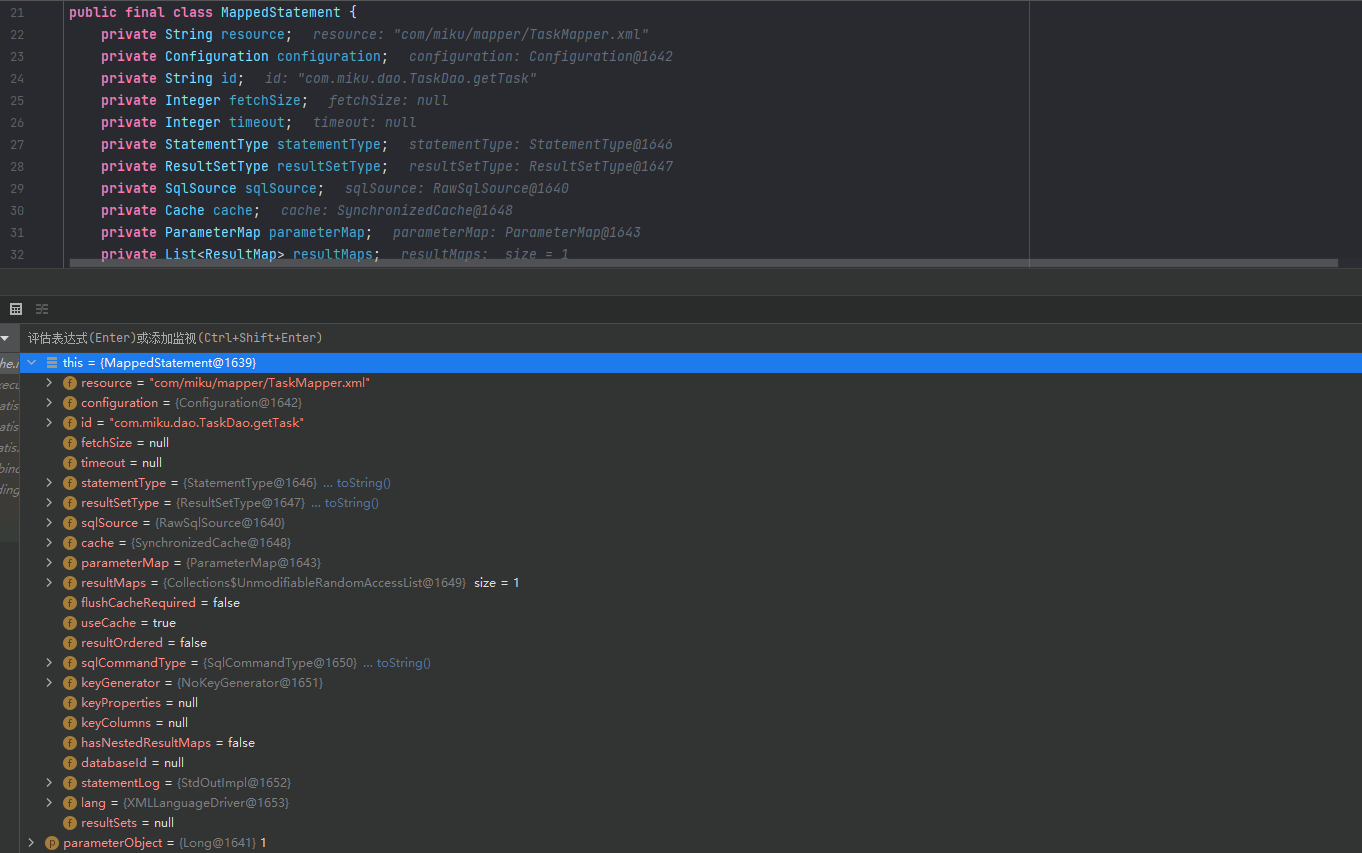 21 public final class MappedStatement {
22 private String resource; resource: "com/miku/mapper/TaskMapper.xml"
23 private Configuration configuration; configuration: Configuration@1642
24 private String id; id: "com.miku.dao.TaskDao.getTask"
25 private Integer fetchSize; fetchSize: null
26 private Integer timeout; timeout: null
27 private StatementType statementType; statementType: StatementType@1646
28 private ResultSetType resultSetType; resultSetType: ResultSetType@1647
29 private SqlSource sqlSource; sqlSource: RawSqlSource@1640
30 private Cache cache; cache: SynchronizedCache@1648
31 private ParameterMap parameterMap; parameterMap: ParameterMap@1643
32 private List<ResultMap> resultMaps; resultMaps: size = 1
评估表达式(Enter)或添加监视(Ctrl+Shift+Enter)
this = {MappedStatement@1639}
resource = "com/miku/mapper/TaskMapper.xml"
configuration = {Configuration@1642}
id = "com.miku.dao.TaskDao.getTask"
fetchSize = null
timeout = null
statementType = {StatementType@1646} ... toString()
resultSetType = {ResultSetType@1647} ... toString()
sqlSource = {RawSqlSource@1640}
cache = {SynchronizedCache@1648}
parameterMap = {ParameterMap@1643}
resultMaps = {Collections$UnmodifiableRandomAccessList@1649} size = 1
flushCacheRequired = false
useCache = true
resultOrdered = false
sqlCommandType = {SqlCommandType@1650} ... toString()
keyGenerator = {NoKeyGenerator@1651}
keyProperties = null
keyColumns = null
hasNestedResultMaps = false
databaseId = null
statementLog = {StdOutImpl@1652}
lang = {XMLLanguageDriver@1653}
resultSets = null
parameterObject = {Long@1641} 1